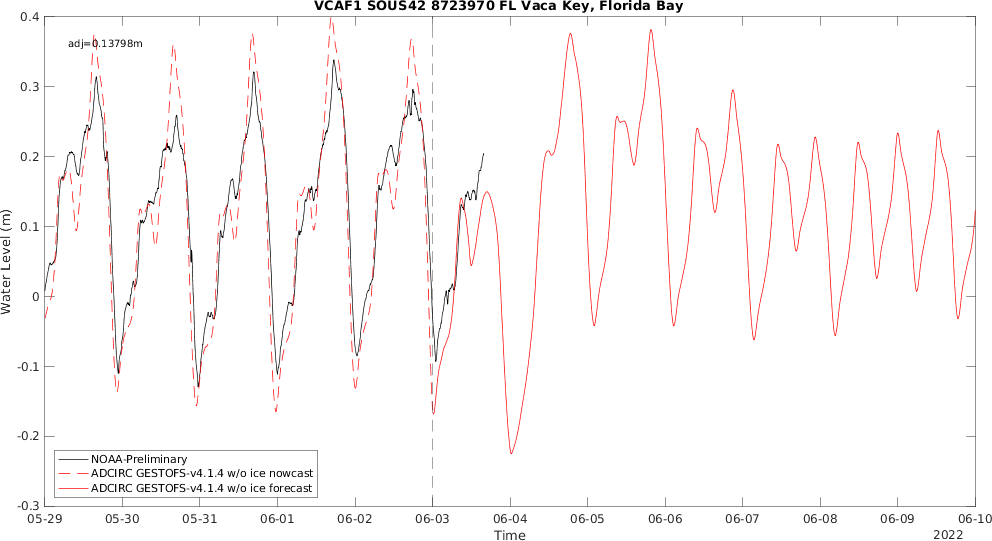 VCAF1 SOUS42 8723970 FL Vaca Key, Florida Bay
adj=0.13798m
0.4
0.3
0.2
0.1
0
-0.1
-0.2
-0.3
Water Level (m)
NOAA-Preliminary
ADCIRC GESTOFS-v4.1.4 w/o ice nowcast
ADCIRC GESTOFS-v4.1.4 w/o ice forecast
05-29 05-30 05-31 06-01 06-02 06-03 06-04 06-05 06-06 06-07 06-08 06-09 06-10
Time
2022